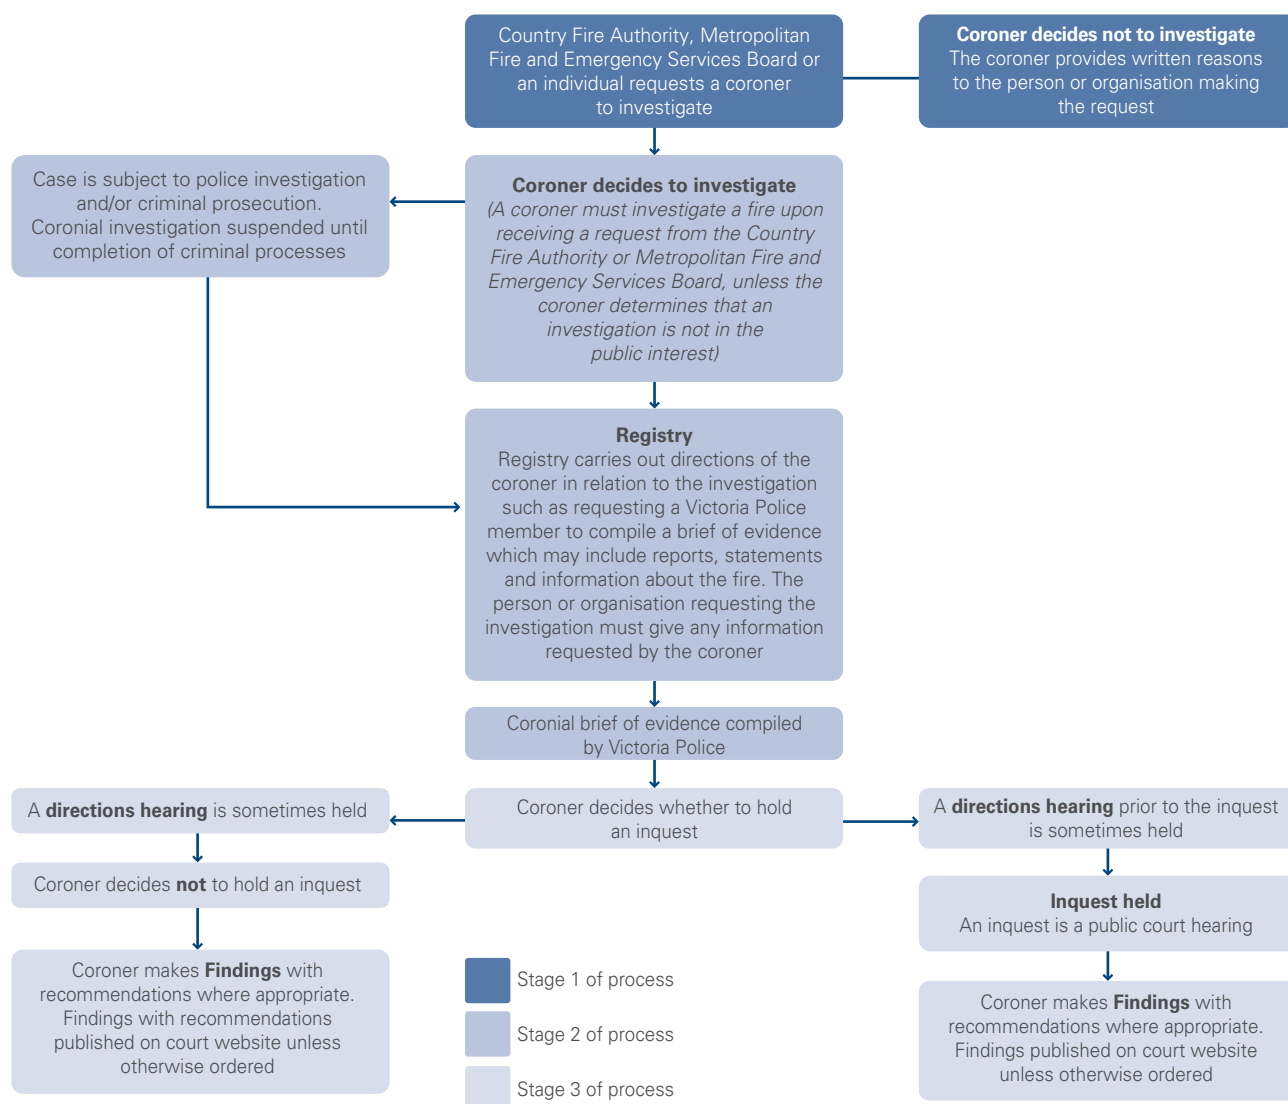 Country Fire Authority, Metropolitan
Fire and Emergency Services Board or
an individual requests a coroner
to investigate
Coroner decides not to investigate
The coroner provides written reasons
to the person or organisation making
the request
Case is subject to police investigation
and/or criminal prosecution.
Coronial investigation suspended until
completion of criminal processes
Coroner decides to investigate
(A coroner must investigate a fire upon
receiving a request from the Country
Fire Authority or Metropolitan Fire and
Emergency Services Board, unless the
coroner determines that an
investigation is not in the
public interest)
Registry
Registry carries out directions of the
coroner in relation to the investigation
such as requesting a Victoria Police
member to compile a brief of evidence
which may include reports, statements
and information about the fire. The
person or organisation requesting the
investigation must give any information
requested by the coroner
Coronial brief of evidence compiled
by Victoria Police
Coroner decides whether to hold
an inquest
A directions hearing is sometimes held
Coroner decides not to hold an inquest
Coroner makes Findings with
recommendations where appropriate.
Findings with recommendations
published on court website unless
otherwise ordered
A directions hearing prior to the inquest
is sometimes held
Inquest held
An inquest is a public court hearing
Coroner makes Findings with
recommendations where appropriate.
Findings published on court website
unless otherwise ordered
Stage 1 of process
Stage 2 of process
Stage 3 of process